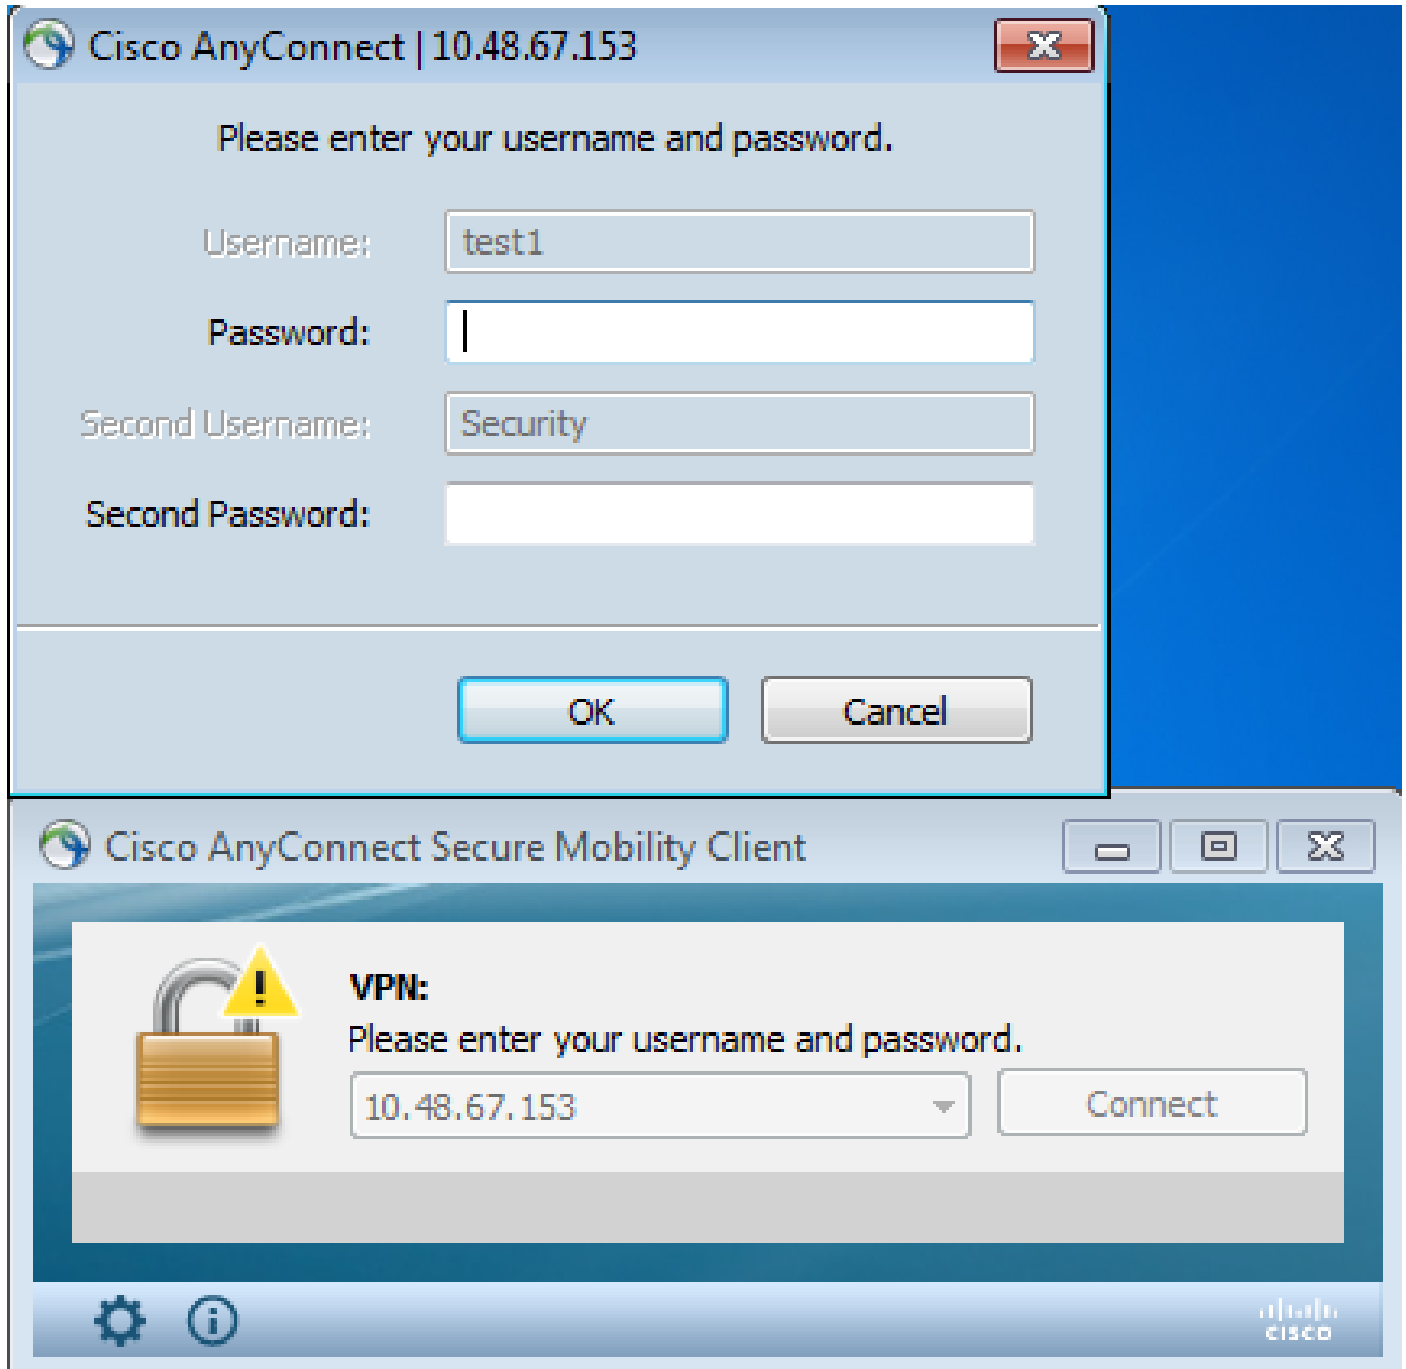 Cisco AnyConnect | 10.48.67.153
Please enter your username and password.
Username: test1
Password:
Second Username: Security
Second Password:
OK Cancel
Cisco AnyConnect Secure Mobility Client
VPN:
Please enter your username and password.
10.48.67.153 Connect
CISCO